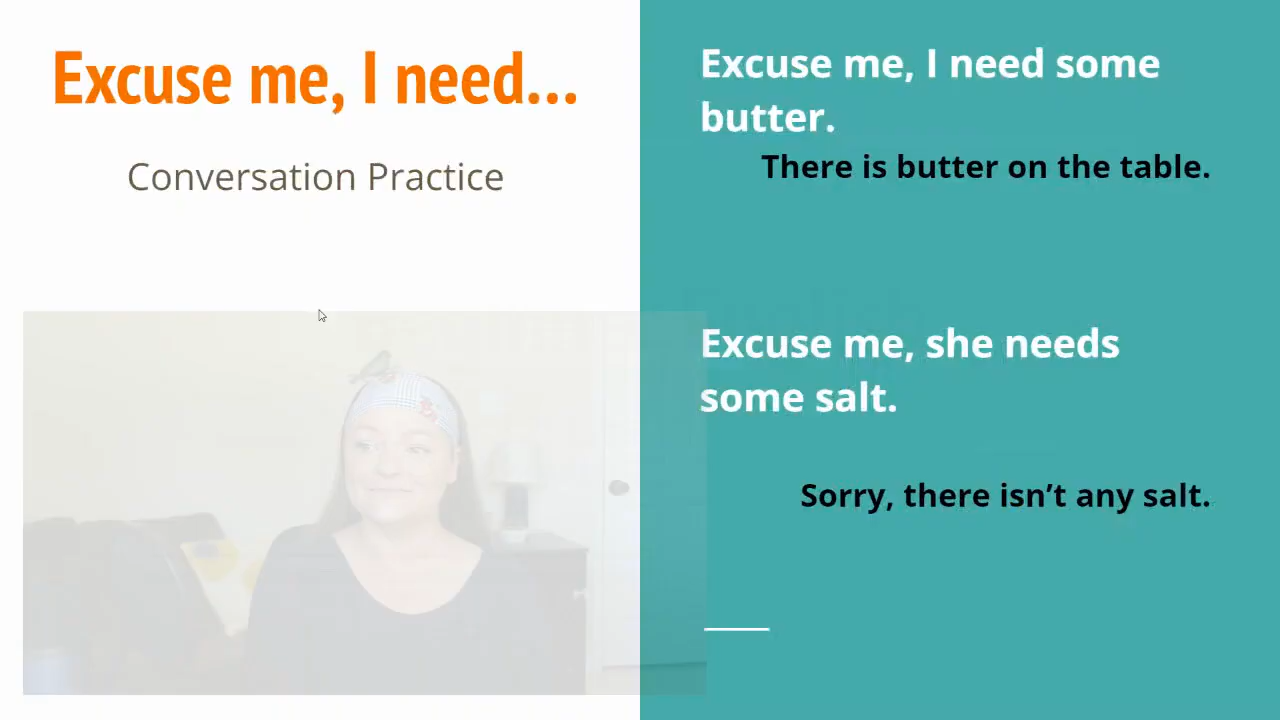 Excuse me, I need...
Conversation Practice
Excuse me, I need some
butter.
There is butter on the table.
Excuse me, she needs
some salt.
Sorry, there isn’t any salt.